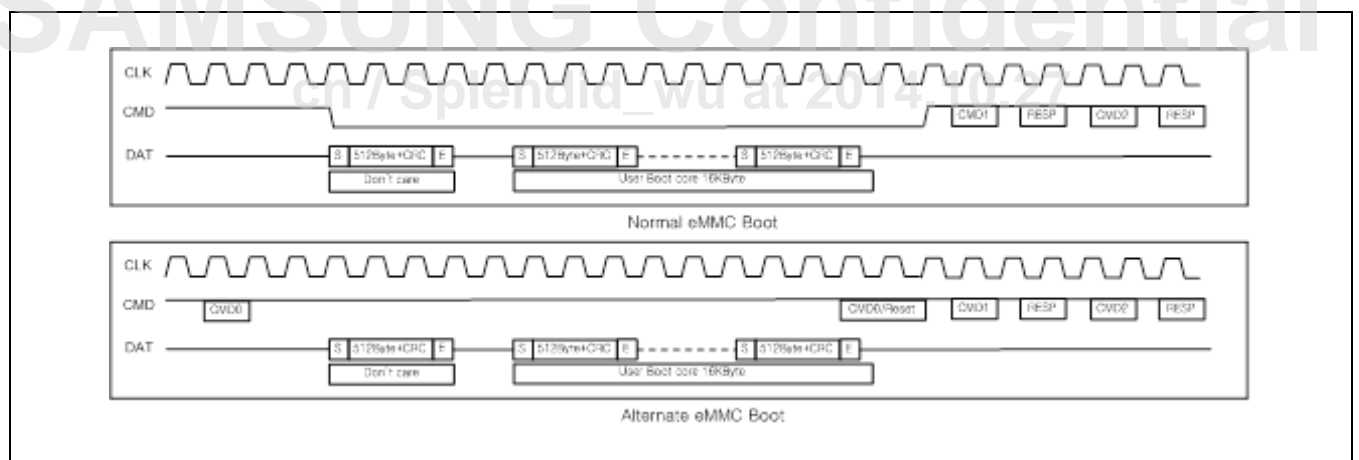 SAMSUNG Confidential
cn / Splendid_wu at 2014.10.27
CLK
CMD CMD1 RESP CMD2 RESP
DAT S 512Byte+CRC E S 512Byte+CRC E S 512Byte+CRC E
Don't care User Boot core 16KByte
Normal eMMC Boot
CLK
CMD CMD0 CMD0/Reset CMD1 RESP CMD2 RESP
DAT S 512Byte+CRC E S 512Byte+CRC E S 512Byte+CRC E
Don't care User Boot core 16KByte
Alternate eMMC Boot